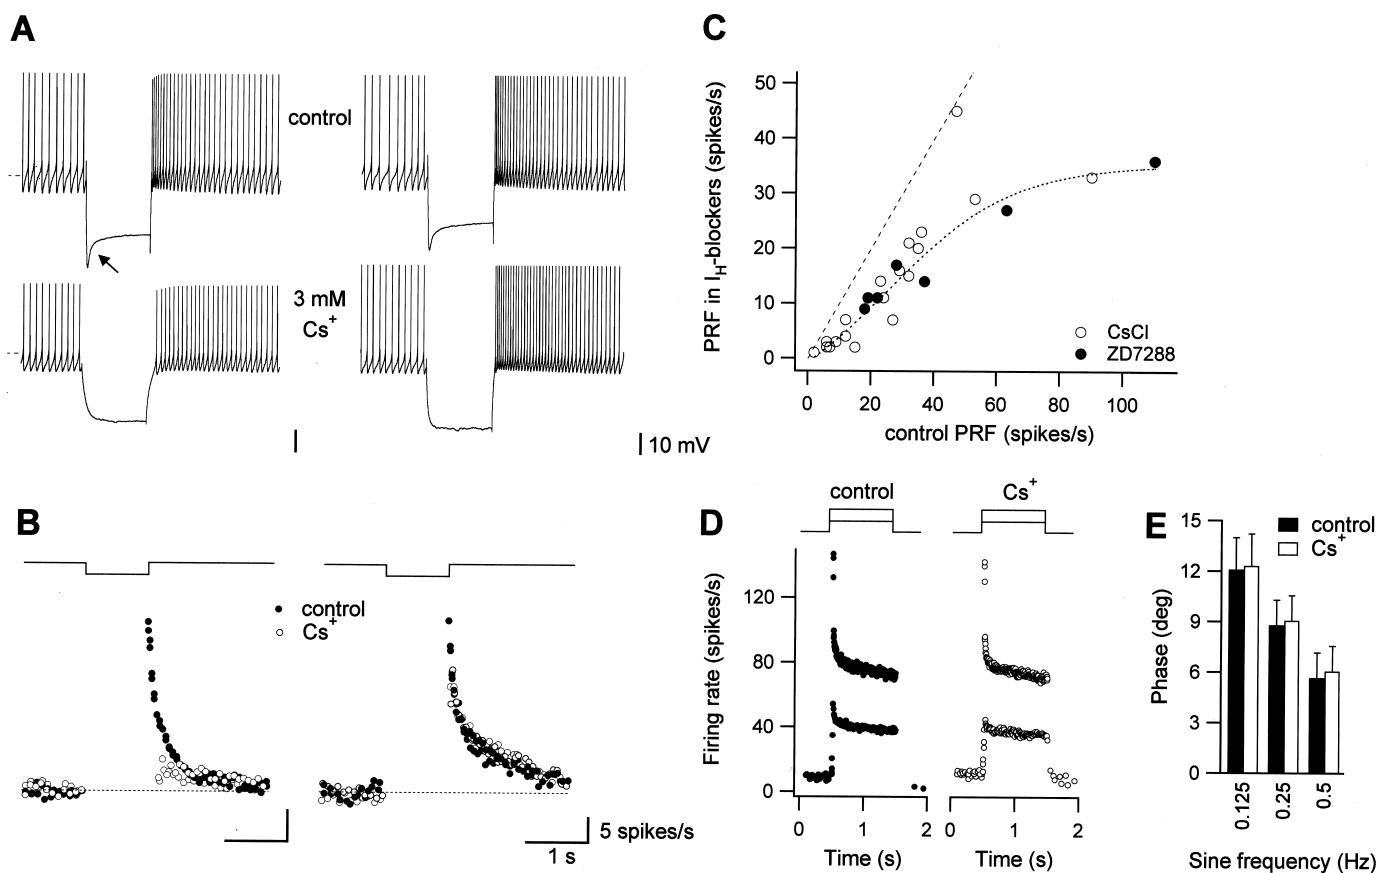 A
control
3 mM
Cs+
10 mV
B
control
Cs+
5 spikes/s
1 s
C
PRF in IH-blockers (spikes/s)
50
40
30
20
10
0
CsCl
ZD7288
0 20 40 60 80 100
control PRF (spikes/s)
D
control Cs+
Firing rate (spikes/s)
120
80
40
0
0 1 2 0 1 2
Time (s) Time (s)
E
control
Cs+
Phase (deg)
15
12
9
6
3
0
0.125 0.25 0.5
Sine frequency (Hz)